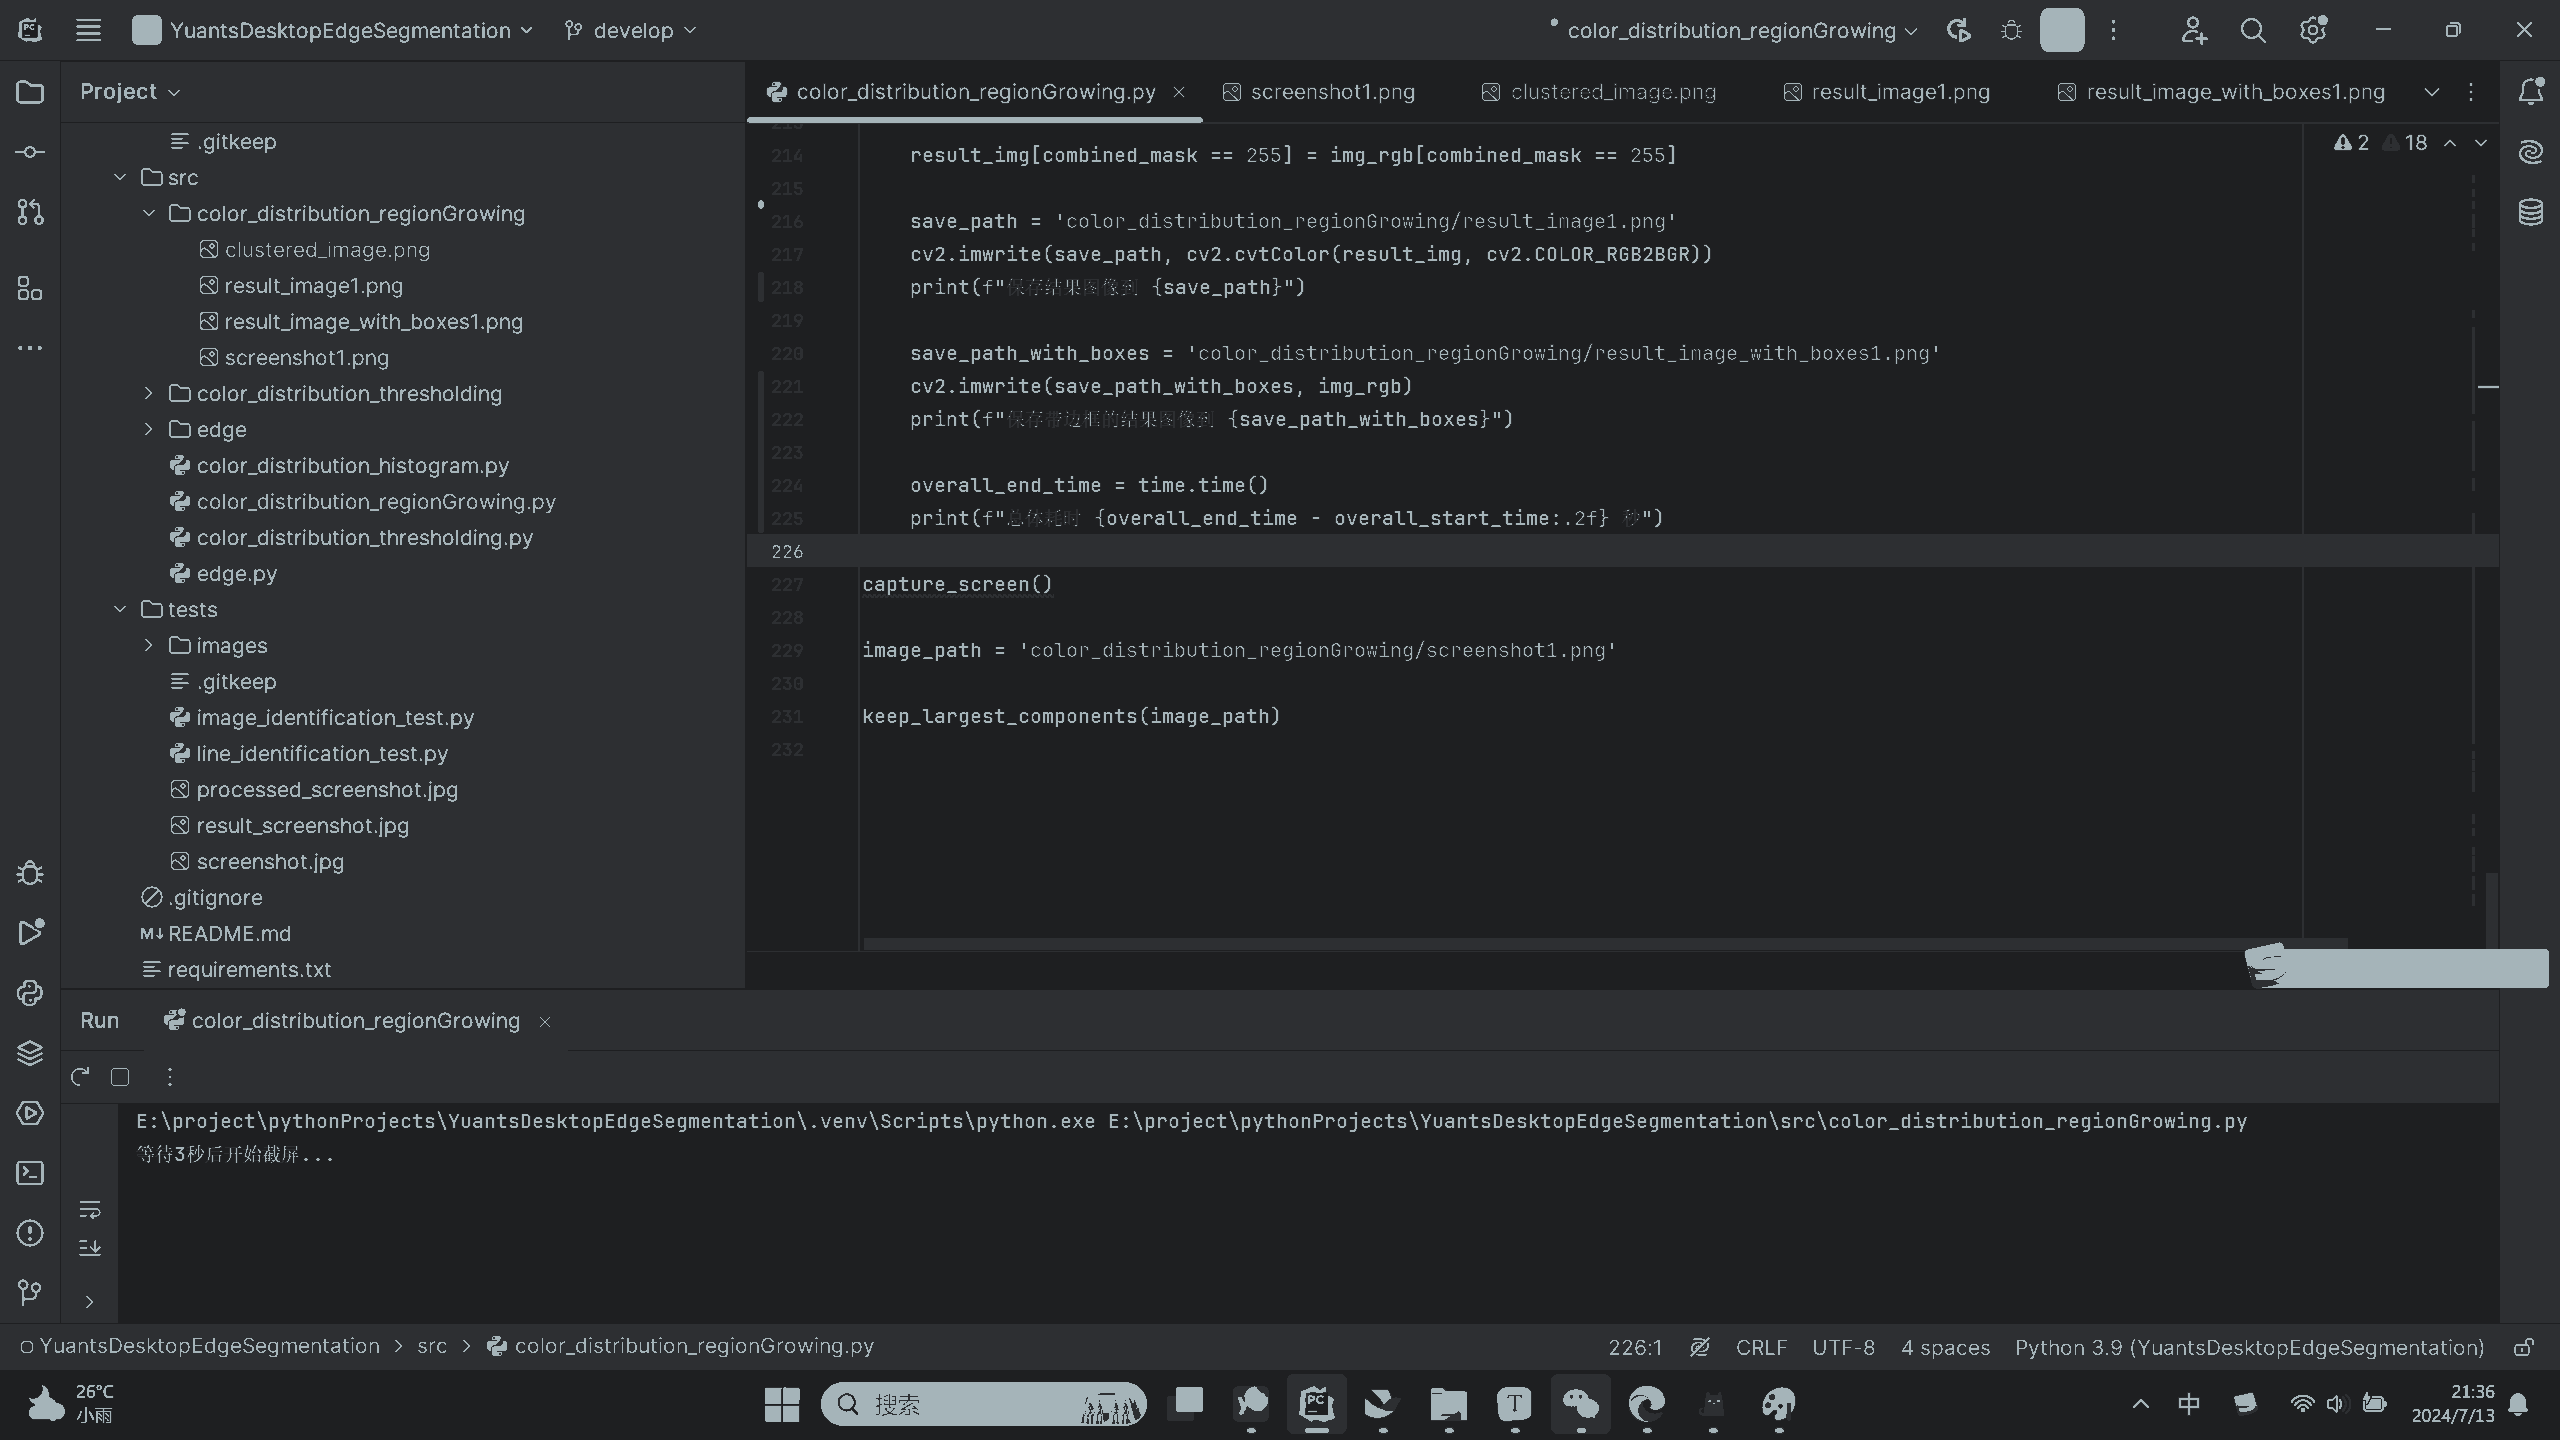 YuantsDesktopEdgeSegmentation
develop
color_distribution_regionGrowing
Project
color_distribution_regionGrowing.py
screenshot1.png
clustered_image.png
result_image1.png
result_image_with_boxes1.png
.gitkeep
src
color_distribution_regionGrowing
clustered_image.png
result_image1.png
result_image_with_boxes1.png
screenshot1.png
color_distribution_thresholding
edge
color_distribution_histogram.py
color_distribution_regionGrowing.py
color_distribution_thresholding.py
edge.py
tests
images
.gitkeep
image_identification_test.py
line_identification_test.py
processed_screenshot.jpg
result_screenshot.jpg
screenshot.jpg
.gitignore
README.md
requirements.txt
2 18
214 result_img[combined_mask == 255] = img_rgb[combined_mask == 255]
215
216 save_path = 'color_distribution_regionGrowing/result_image1.png'
217 cv2.imwrite(save_path, cv2.cvtColor(result_img, cv2.COLOR_RGB2BGR))
218 print(f"保存结果图像到 {save_path}")
219
220 save_path_with_boxes = 'color_distribution_regionGrowing/result_image_with_boxes1.png'
221 cv2.imwrite(save_path_with_boxes, img_rgb)
222 print(f"保存带边框的结果图像到 {save_path_with_boxes}")
223
224 overall_end_time = time.time()
225 print(f"总体耗时 {overall_end_time - overall_start_time:.2f} 秒")
226
227 capture_screen()
228
229 image_path = 'color_distribution_regionGrowing/screenshot1.png'
230
231 keep_largest_components(image_path)
232
Run
color_distribution_regionGrowing
E:\project\pythonProjects\YuantsDesktopEdgeSegmentation\.venv\Scripts\python.exe E:\project\pythonProjects\YuantsDesktopEdgeSegmentation\src\color_distribution_regionGrowing.py
等待3秒后开始截屏...
YuantsDesktopEdgeSegmentation > src > color_distribution_regionGrowing.py
226:1 CRLF UTF-8 4 spaces Python 3.9 (YuantsDesktopEdgeSegmentation)
26°C
小雨
搜索
中
21:36
2024/7/13